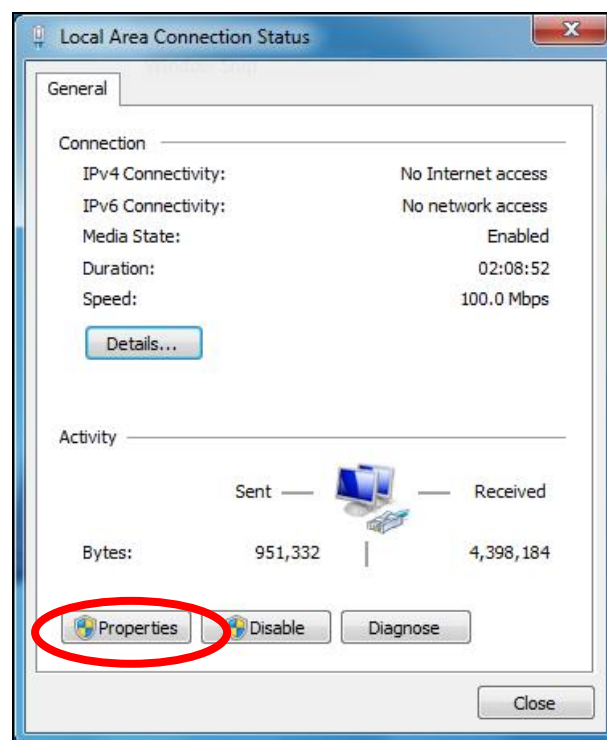 Local Area Connection Status
X
General
Connection
IPv4 Connectivity: No Internet access
IPv6 Connectivity: No network access
Media State: Enabled
Duration: 02:08:52
Speed: 100.0 Mbps
Details...
Activity
Sent Received
Bytes: 951,332 4,398,184
Properties Disable Diagnose
Close